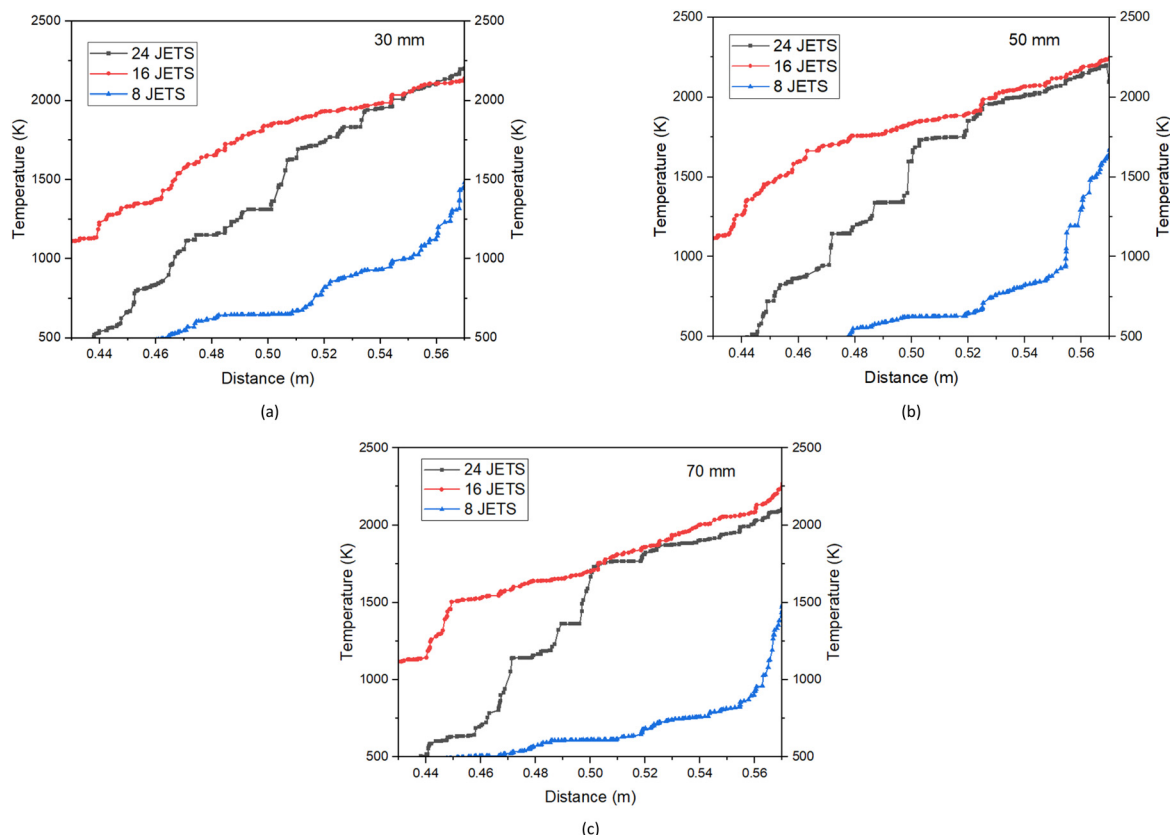 2500
2500
30 mm
24 JETS
16 JETS
8 JETS
2000
2000
1500
1500
1000
1000
500
500
0.44 0.46 0.48 0.50 0.52 0.54 0.56
Temperature (K)
Temperature (K)
Distance (m)
(a)
2500
2500
50 mm
24 JETS
16 JETS
8 JETS
2000
2000
1500
1500
1000
1000
500
500
0.44 0.46 0.48 0.50 0.52 0.54 0.56
Temperature (K)
Temperature (K)
Distance (m)
(b)
2500
2500
70 mm
24 JETS
16 JETS
8 JETS
2000
2000
1500
1500
1000
1000
500
500
0.44 0.46 0.48 0.50 0.52 0.54 0.56
Temperature (K)
Temperature (K)
Distance (m)
(c)